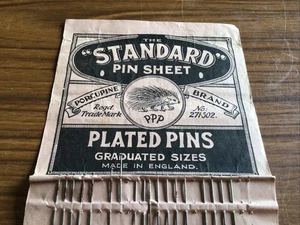 THE
"STANDARD"
PIN SHEET
PORCUPINE BRAND
Regd. No:
Trade Mark 271502.
PPP
PLATED PINS
GRADUATED SIZES
MADE IN ENGLAND.